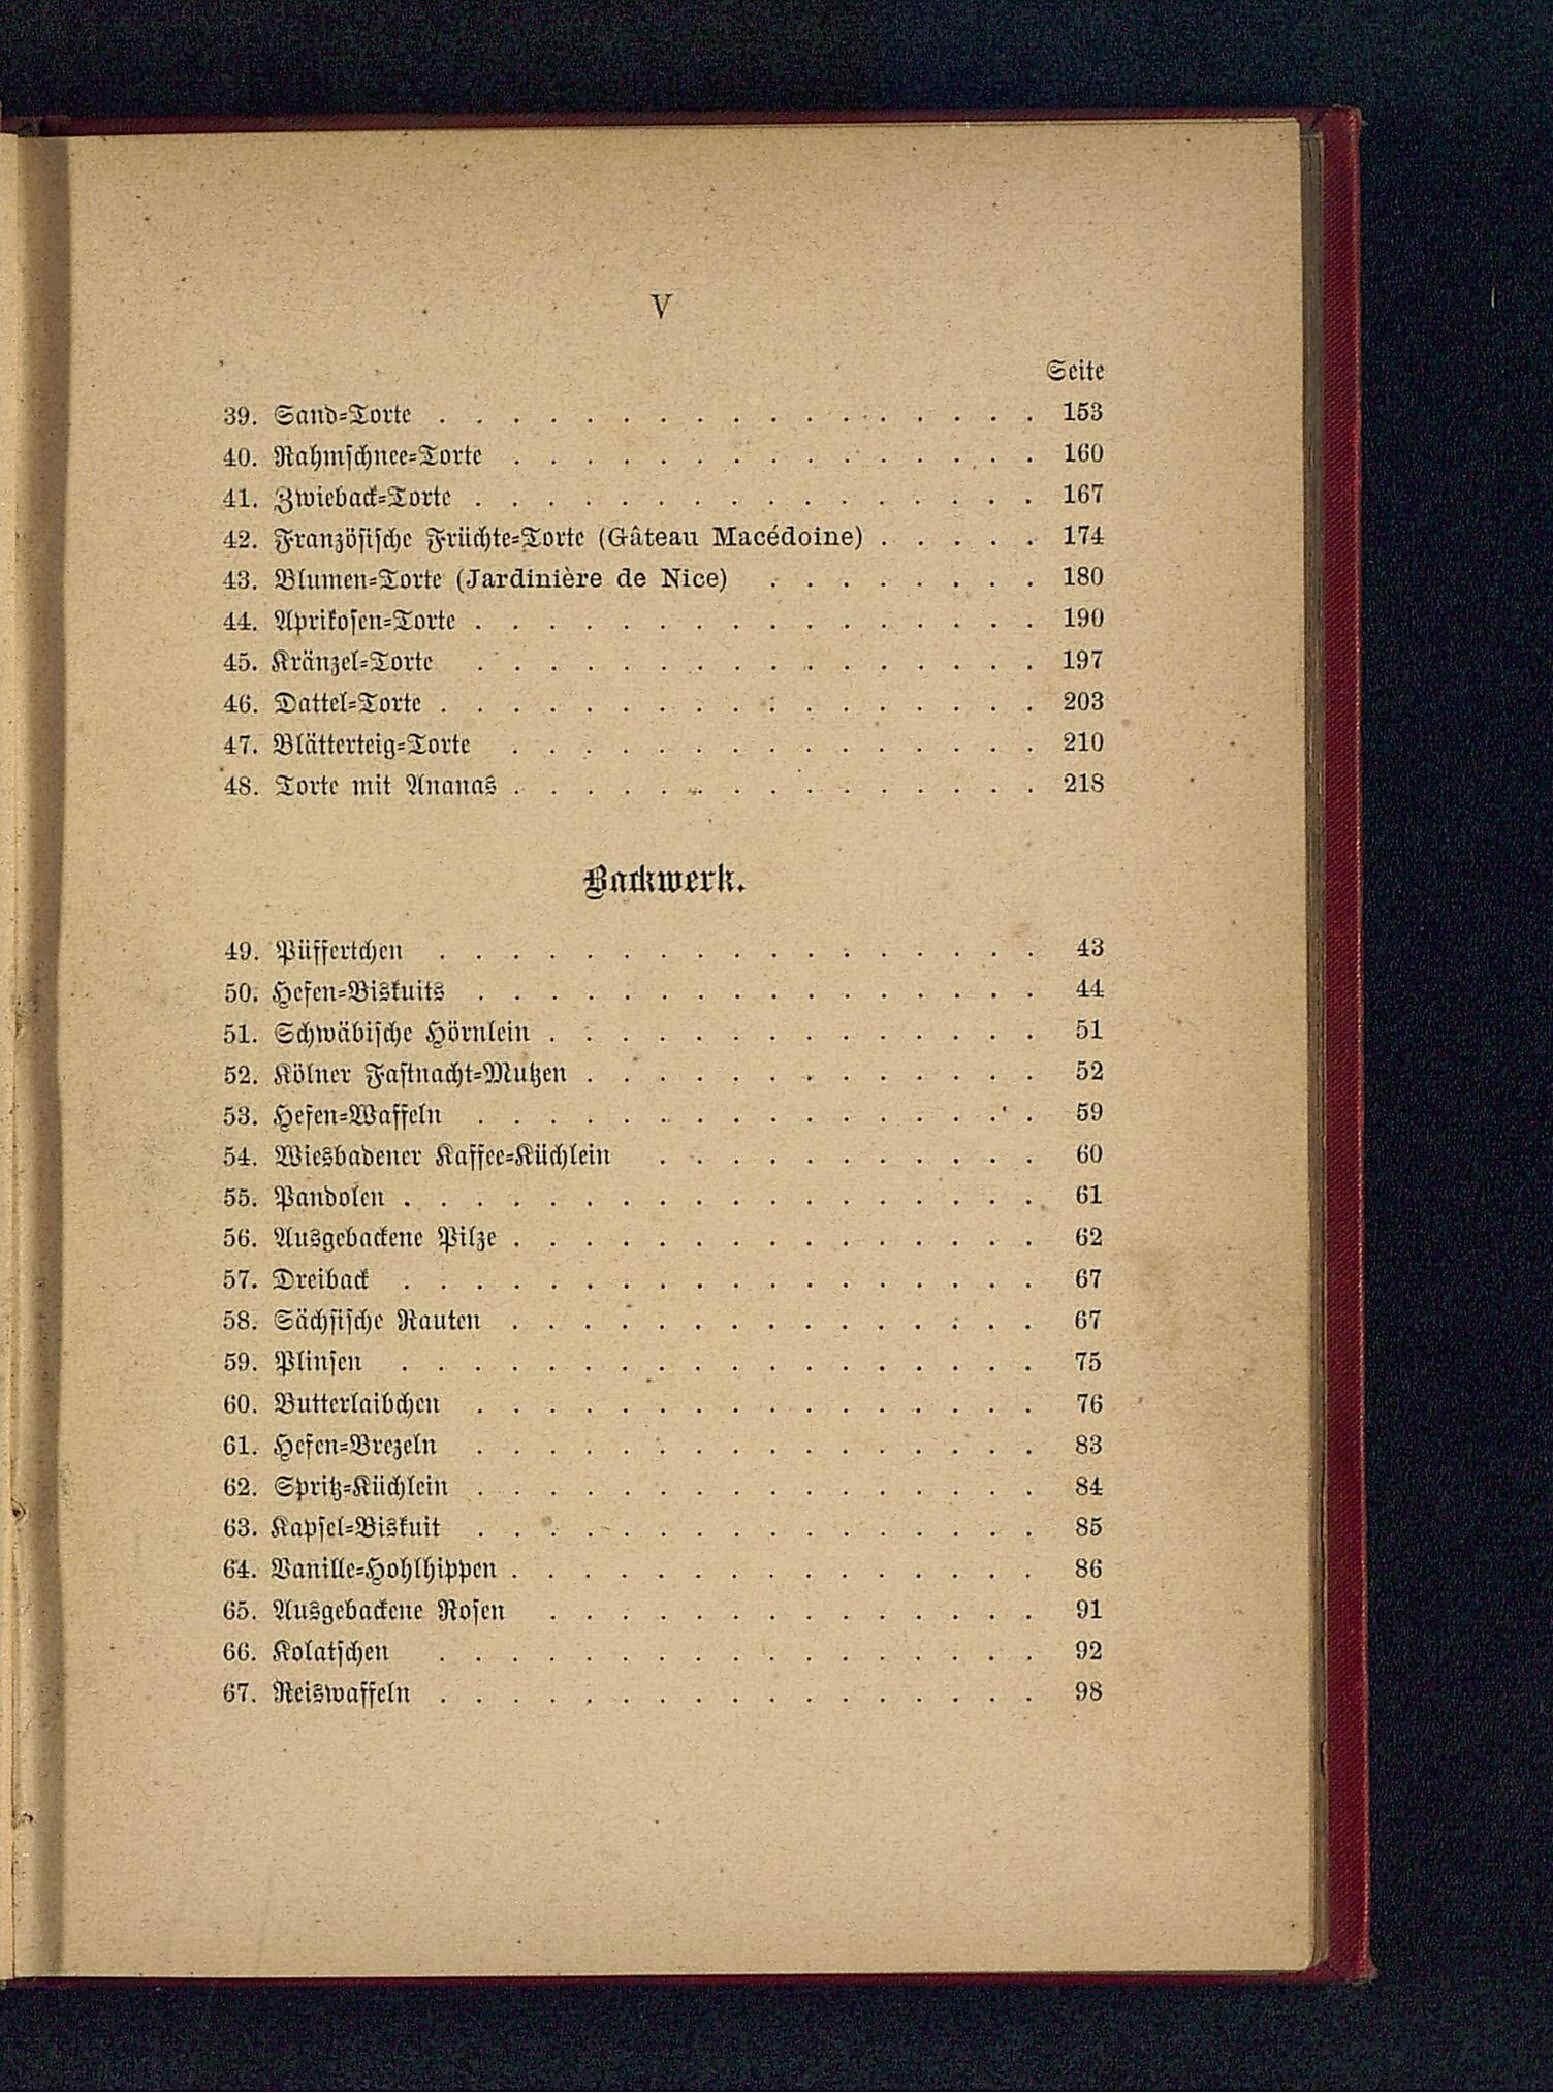 V
Seite
39. Sand-Torte . . . . . . . . . . . . . . . . . 153
40. Rahmschnee-Torte . . . . . . . . . . . . . . . 160
41. Zwieback-Torte . . . . . . . . . . . . . . . . 167
42. Französische Früchte-Torte (Gâteau Macédoine) . . . . . 174
43. Blumen-Torte (Jardinière de Nice) . . . . . . . . 180
44. Aprikosen-Torte . . . . . . . . . . . . . . . . 190
45. Kränzel-Torte . . . . . . . . . . . . . . . . 197
46. Dattel-Torte . . . . . . . . . . . . . . . . . 203
47. Blätterteig-Torte . . . . . . . . . . . . . . . 210
48. Torte mit Ananas . . . . . . . . . . . . . . . 218
Backwerk.
49. Püffertchen . . . . . . . . . . . . . . . . . 43
50. Hefen-Biskuits . . . . . . . . . . . . . . . . 44
51. Schwäbische Hörnlein . . . . . . . . . . . . . . 51
52. Kölner Fastnacht-Mutzen . . . . . . . . . . . . . 52
53. Hefen-Waffeln . . . . . . . . . . . . . . . . 59
54. Wiesbadener Kaffee-Küchlein . . . . . . . . . . . 60
55. Pandolen . . . . . . . . . . . . . . . . . . 61
56. Ausgebackene Pilze . . . . . . . . . . . . . . . 62
57. Dreiback . . . . . . . . . . . . . . . . . . 67
58. Sächsische Rauten . . . . . . . . . . . . . . . 67
59. Plinsen . . . . . . . . . . . . . . . . . . 75
60. Butterlaibchen . . . . . . . . . . . . . . . . 76
61. Hefen-Brezeln . . . . . . . . . . . . . . . . 83
62. Spritz-Küchlein . . . . . . . . . . . . . . . . 84
63. Kapsel-Biskuit . . . . . . . . . . . . . . . . 85
64. Vanille-Hohlhippen . . . . . . . . . . . . . . . 86
65. Ausgebackene Rosen . . . . . . . . . . . . . . 91
66. Kolatschen . . . . . . . . . . . . . . . . . 92
67. Reiswaffeln . . . . . . . . . . . . . . . . . 98